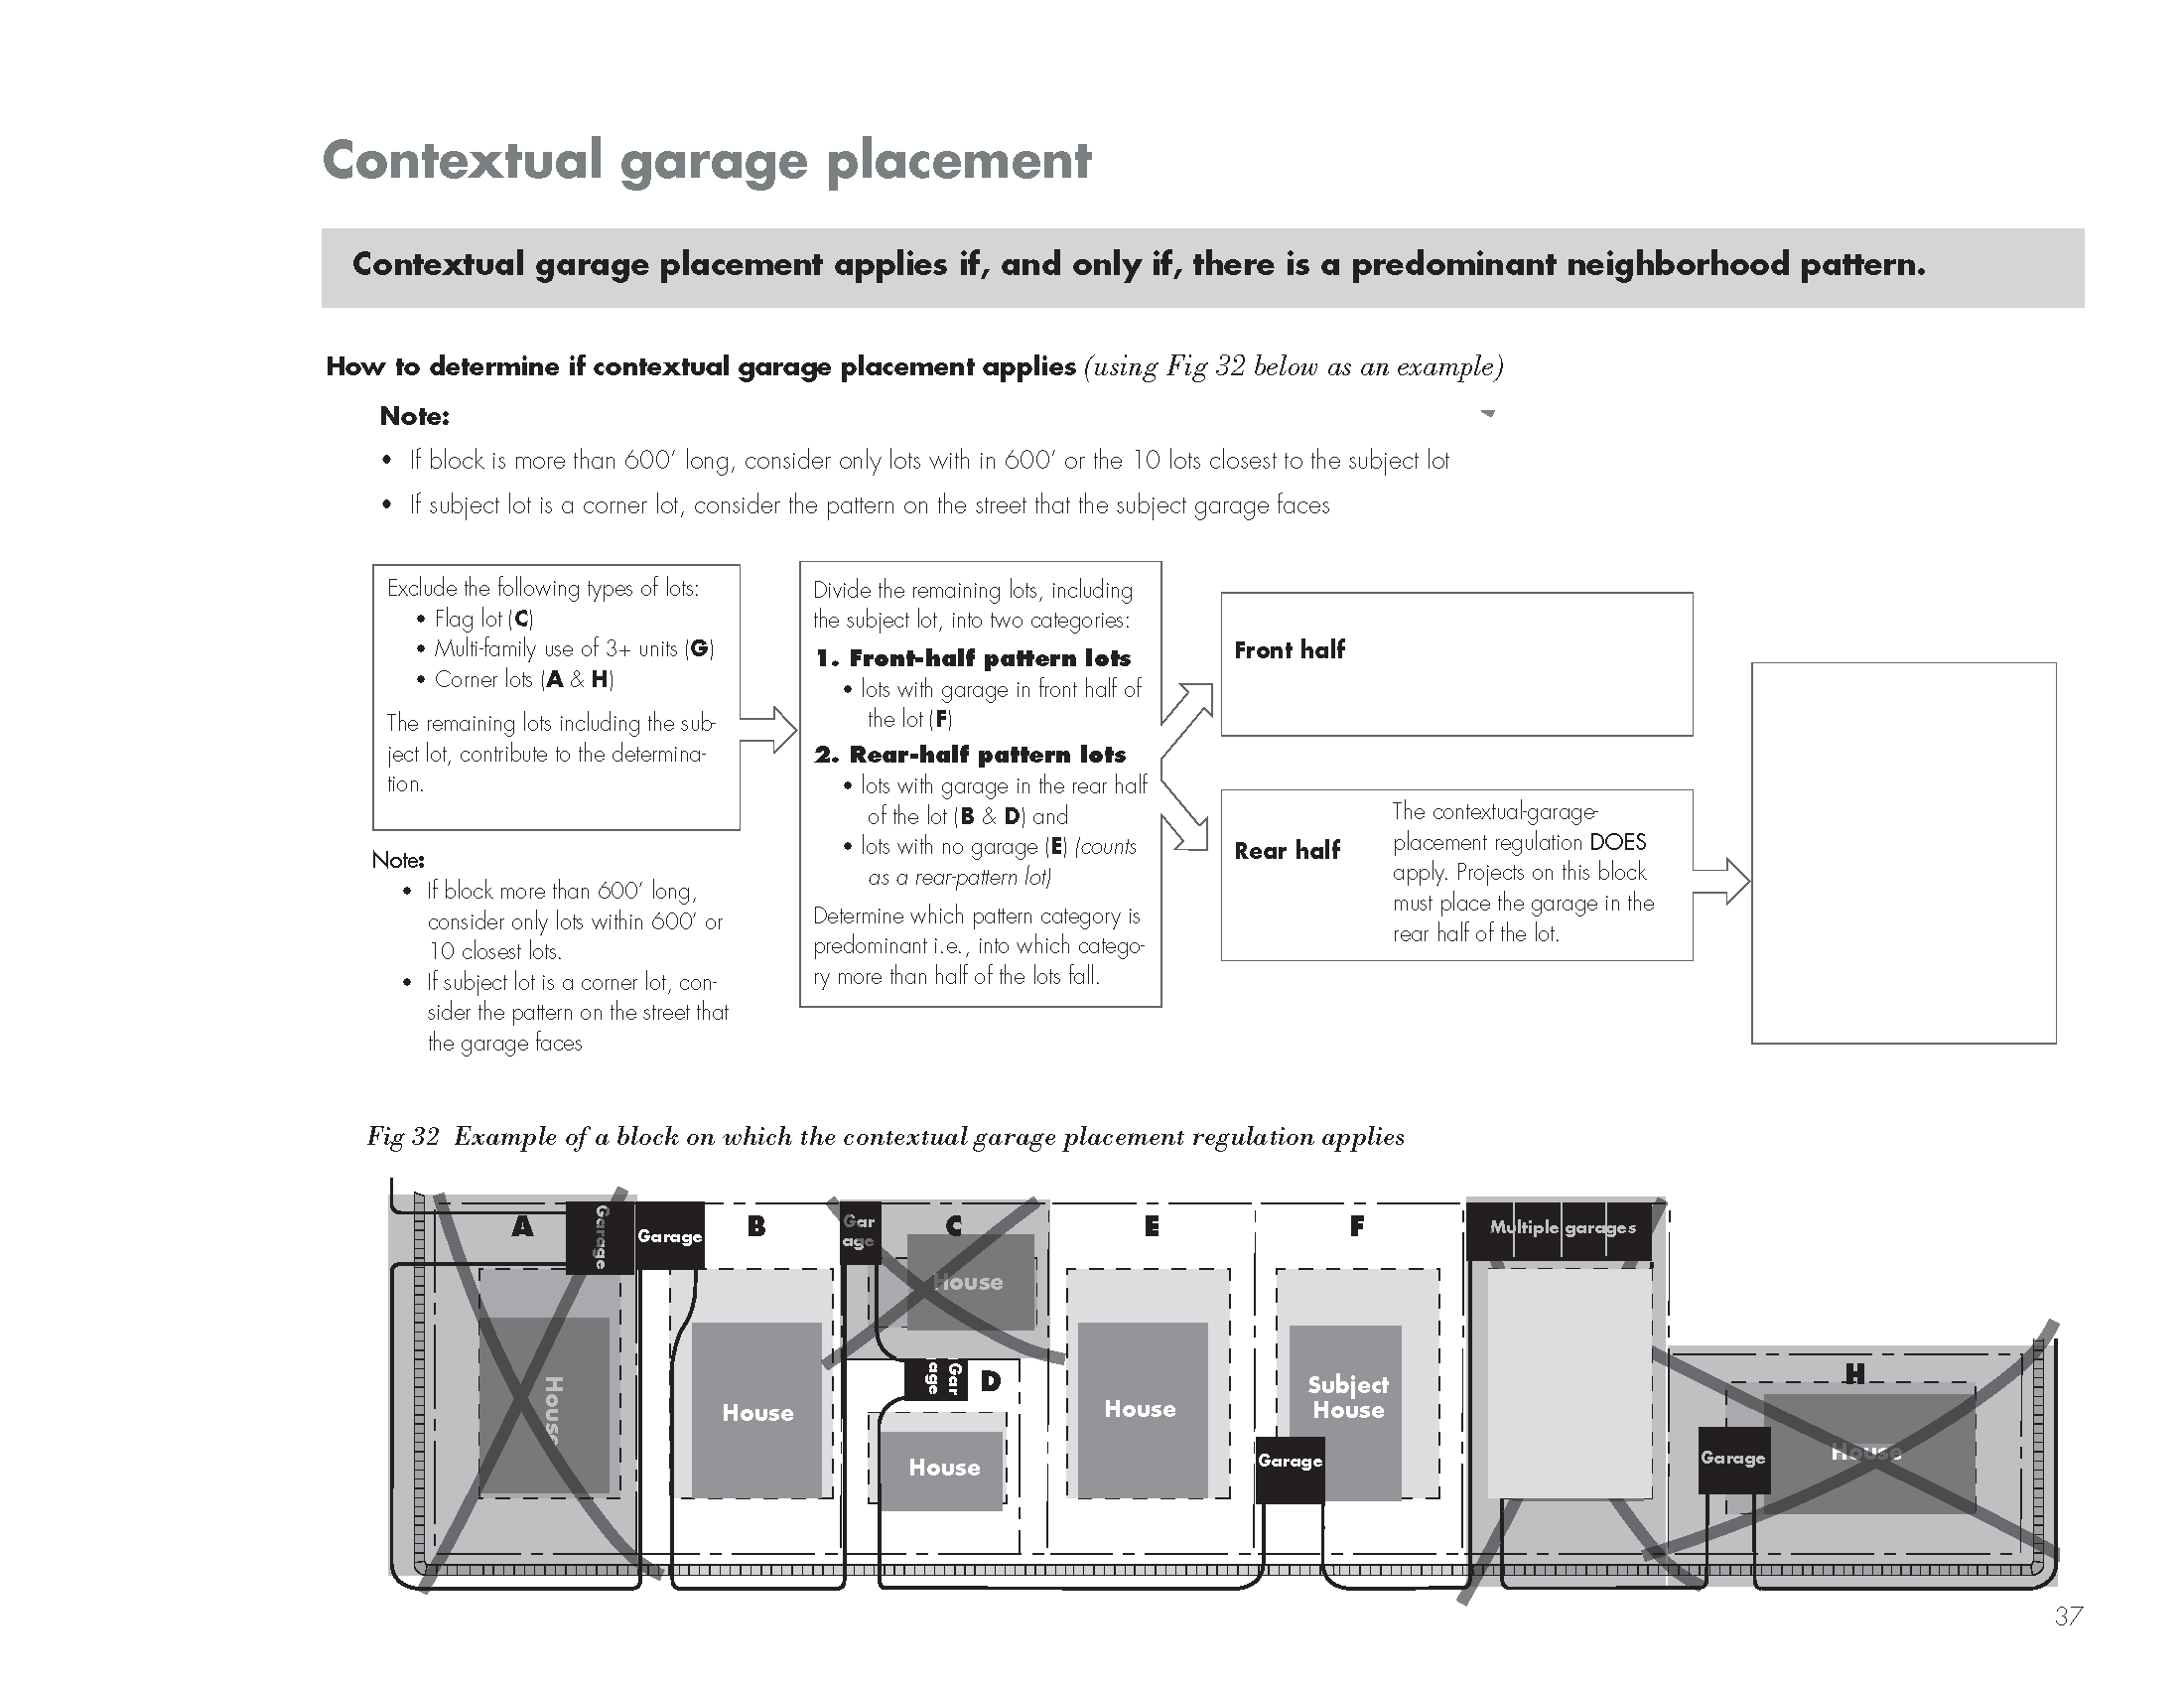 Contextual garage placement
Contextual garage placement applies if, and only if, there is a predominant neighborhood pattern.
How to determine if contextual garage placement applies (using Fig 32 below as an example)
Note:
• If block is more than 600’ long, consider only lots with in 600’ or the 10 lots closest to the subject lot
• If subject lot is a corner lot, consider the pattern on the street that the subject garage faces
Exclude the following types of lots:
• Flag lot (C)
• Multi-family use of 3+ units (G)
• Corner lots (A & H)
The remaining lots including the sub-
ject lot, contribute to the determina-
tion.
Note:
• If block more than 600’ long,
consider only lots within 600’ or
10 closest lots.
• If subject lot is a corner lot, con-
sider the pattern on the street that
the garage faces
Divide the remaining lots, including
the subject lot, into two categories:
1. Front-half pattern lots
• lots with garage in front half of
the lot (F)
2. Rear-half pattern lots
• lots with garage in the rear half
of the lot (B & D) and
• lots with no garage (E) (counts
as a rear-pattern lot)
Determine which pattern category is
predominant i.e., into which catego-
ry more than half of the lots fall.
Front half
Rear half
The contextual-garage-
placement regulation DOES
apply. Projects on this block
must place the garage in the
rear half of the lot.
Fig 32 Example of a block on which the contextual garage placement regulation applies
A
Garage
House
Garage
B
House
Gar
age
C
House
Gar
age
D
House
E
House
F
Subject
House
Garage
Multiple garages
H
Garage
House
37